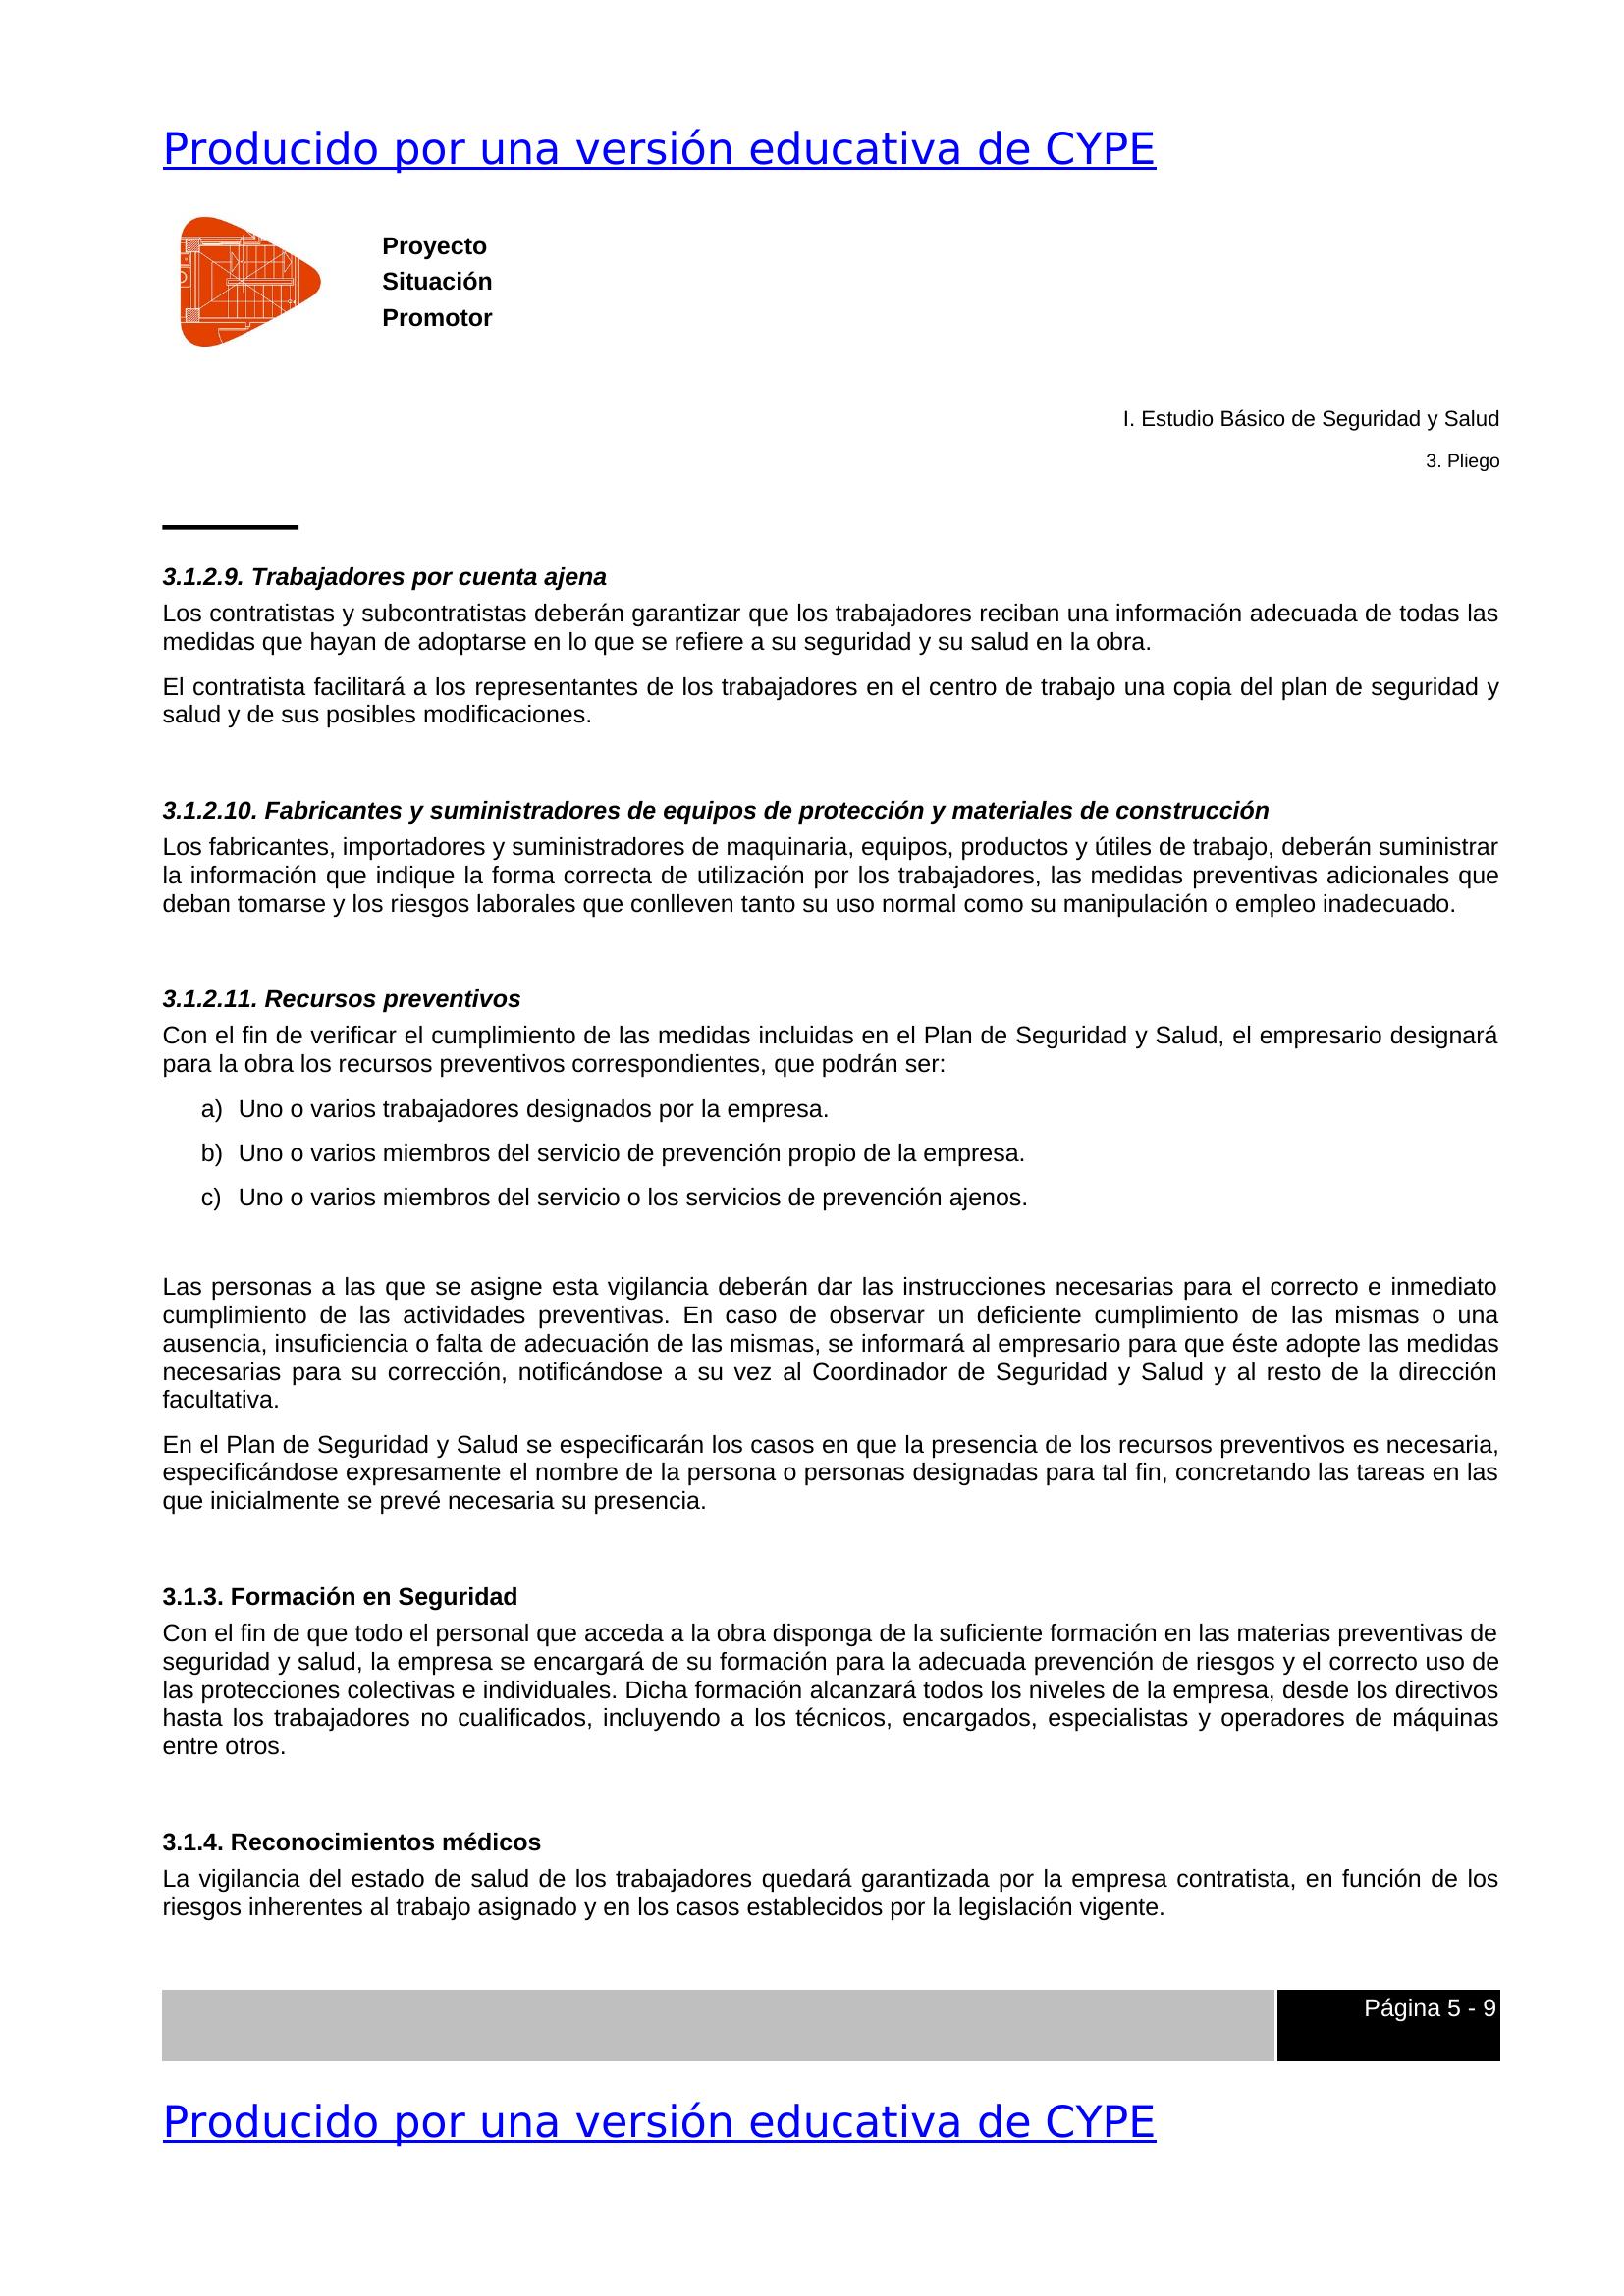 Producido por una versión educativa de CYPE
Proyecto
Situación
Promotor
I. Estudio Básico de Seguridad y Salud
3. Pliego
3.1.2.9. Trabajadores por cuenta ajena
Los contratistas y subcontratistas deberán garantizar que los trabajadores reciban una información adecuada de todas las
medidas que hayan de adoptarse en lo que se refiere a su seguridad y su salud en la obra.
El contratista facilitará a los representantes de los trabajadores en el centro de trabajo una copia del plan de seguridad y
salud y de sus posibles modificaciones.
3.1.2.10. Fabricantes y suministradores de equipos de protección y materiales de construcción
Los fabricantes, importadores y suministradores de maquinaria, equipos, productos y útiles de trabajo, deberán suministrar
la información que indique la forma correcta de utilización por los trabajadores, las medidas preventivas adicionales que
deban tomarse y los riesgos laborales que conlleven tanto su uso normal como su manipulación o empleo inadecuado.
3.1.2.11. Recursos preventivos
Con el fin de verificar el cumplimiento de las medidas incluidas en el Plan de Seguridad y Salud, el empresario designará
para la obra los recursos preventivos correspondientes, que podrán ser:
a) Uno o varios trabajadores designados por la empresa.
b) Uno o varios miembros del servicio de prevención propio de la empresa.
c) Uno o varios miembros del servicio o los servicios de prevención ajenos.
Las personas a las que se asigne esta vigilancia deberán dar las instrucciones necesarias para el correcto e inmediato
cumplimiento de las actividades preventivas. En caso de observar un deficiente cumplimiento de las mismas o una
ausencia, insuficiencia o falta de adecuación de las mismas, se informará al empresario para que éste adopte las medidas
necesarias para su corrección, notificándose a su vez al Coordinador de Seguridad y Salud y al resto de la dirección
facultativa.
En el Plan de Seguridad y Salud se especificarán los casos en que la presencia de los recursos preventivos es necesaria,
especificándose expresamente el nombre de la persona o personas designadas para tal fin, concretando las tareas en las
que inicialmente se prevé necesaria su presencia.
3.1.3. Formación en Seguridad
Con el fin de que todo el personal que acceda a la obra disponga de la suficiente formación en las materias preventivas de
seguridad y salud, la empresa se encargará de su formación para la adecuada prevención de riesgos y el correcto uso de
las protecciones colectivas e individuales. Dicha formación alcanzará todos los niveles de la empresa, desde los directivos
hasta los trabajadores no cualificados, incluyendo a los técnicos, encargados, especialistas y operadores de máquinas
entre otros.
3.1.4. Reconocimientos médicos
La vigilancia del estado de salud de los trabajadores quedará garantizada por la empresa contratista, en función de los
riesgos inherentes al trabajo asignado y en los casos establecidos por la legislación vigente.
Página 5 - 9
Producido por una versión educativa de CYPE